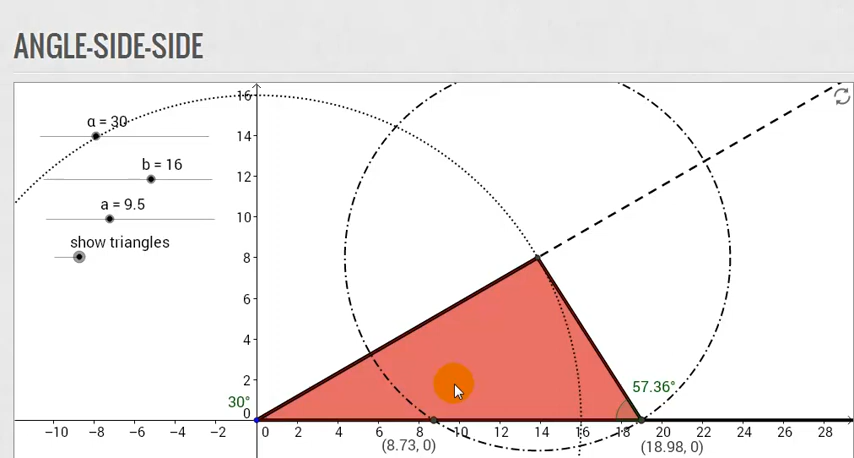 ANGLE-SIDE-SIDE
α = 30
b = 16
a = 9.5
show triangles
16
14
12
10
8
6
4
2
0
30°
57.36°
−10 −8 −6 −4 −2 0 2 4 6 8 10 12 14 16 18 20 22 24 26 28
(8.73, 0) (18.98, 0)